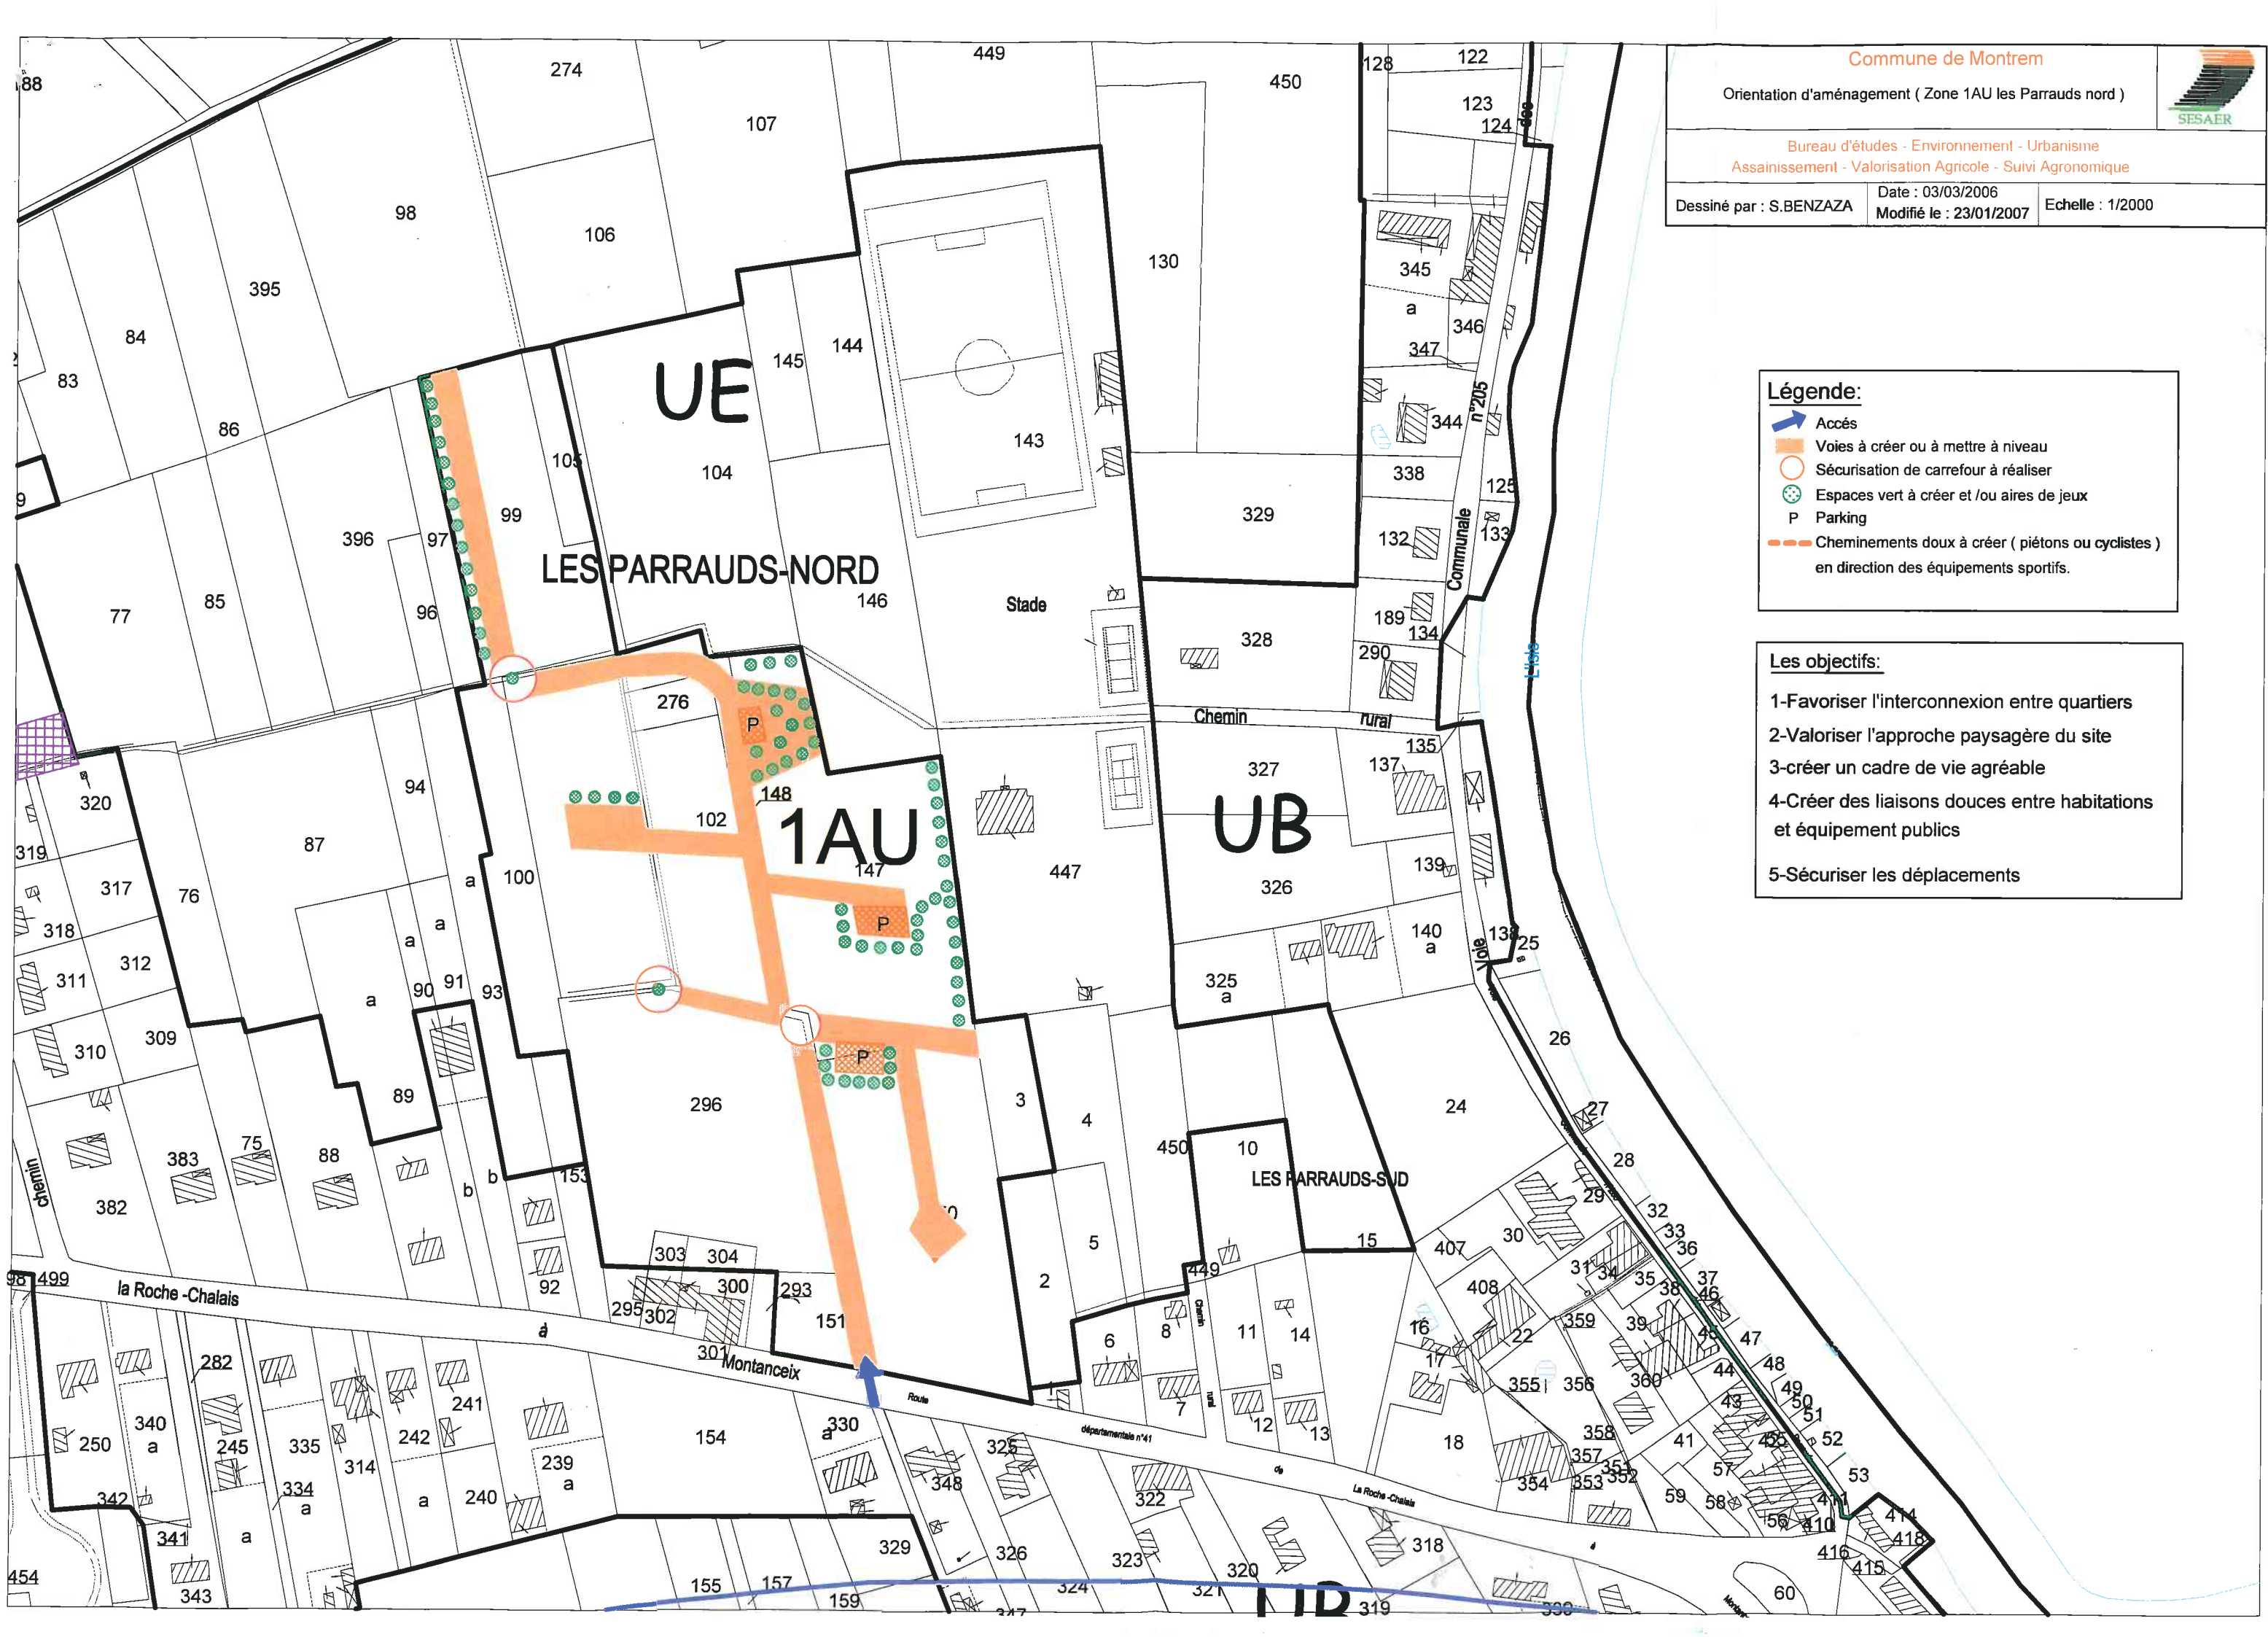 Commune de Montrem
Orientation d'aménagement ( Zone 1AU les Parrauds nord )
SESAER
Bureau d'études - Environnement - Urbanisme
Assainissement - Valorisation Agricole - Suivi Agronomique
Dessiné par : S.BENZAZA
Date : 03/03/2006
Modifié le : 23/01/2007
Echelle : 1/2000
Légende:
Accés
Voies à créer ou à mettre à niveau
Sécurisation de carrefour à réaliser
Espaces vert à créer et /ou aires de jeux
P Parking
Cheminements doux à créer ( piétons ou cyclistes )
en direction des équipements sportifs.
Les objectifs:
1-Favoriser l'interconnexion entre quartiers
2-Valoriser l'approche paysagère du site
3-créer un cadre de vie agréable
4-Créer des liaisons douces entre habitations
et équipement publics
5-Sécuriser les déplacements
88
274
449
450
128
122
123
124
des
107
98
106
130
395
345
a
346
347
84
83
86
UE
145
144
143
344
n°205
105
104
99
338
125
329
396
97
132
133
Communale
LES PARRAUDS-NORD
77
85
96
146
Stade
189
134
328
290
L'Isle
276
Chemin
rural
135
P
320
94
148
327
137
319
87
102
1AU
147
UB
139
317
76
a
100
447
326
318
a
a
P
140
a
138
25
Voie
311
312
a
90
91
93
325
a
310
309
P
26
89
296
3
4
24
27
383
75
88
450
10
28
chemin
382
b
b
153
LES PARRAUDS-SUD
29
32
33
36
30
303
304
5
15
407
31
34
35
37
38
46
98
499
la Roche -Chalais
92
300
293
2
449
408
295
302
151
6
8
Chemin
11
14
16
22
359
39
45
47
à
301
Montanceix
17
44
48
282
Route
355
356
360
49
43
50
51
340
a
241
7
rural
12
13
250
245
335
242
154
a
330
départementale n°41
325
18
358
41
52
314
239
a
348
de
357
351
352
57
53
334
a
a
240
322
La Roche -Chalais
354
353
59
58
342
56
411
410
414
341
a
329
326
323
318
418
416
415
454
343
155
157
159
324
320
321
UB
319
60